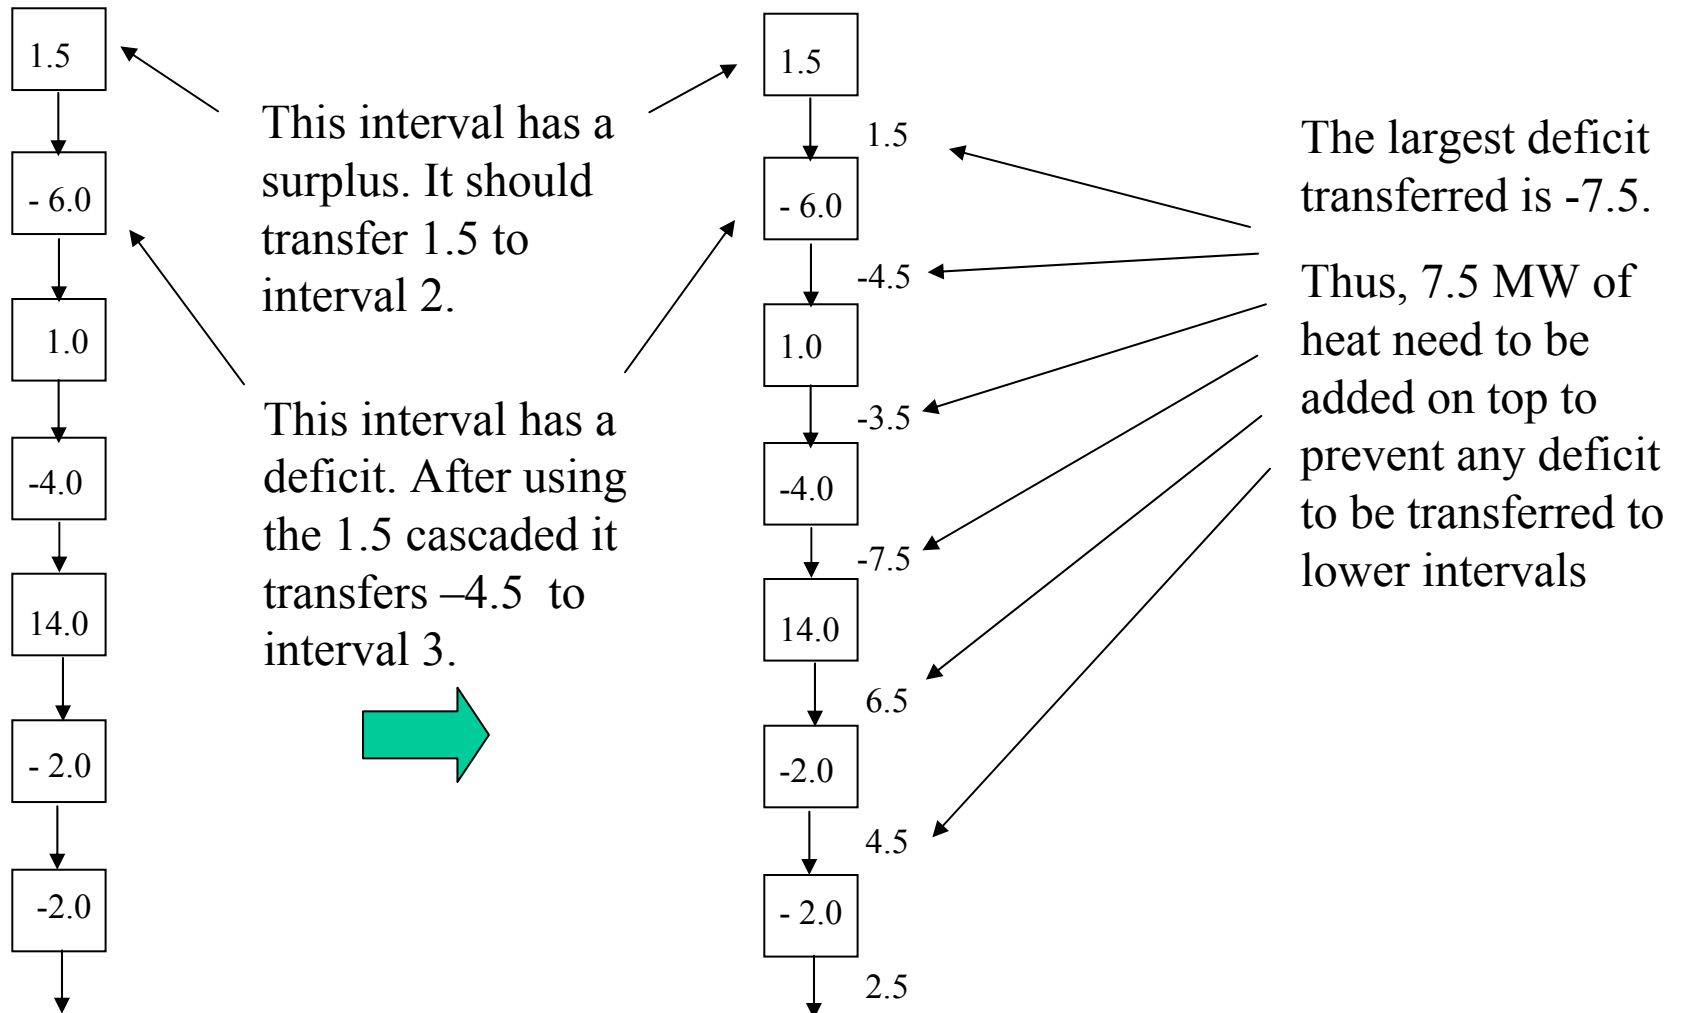 1.5
- 6.0
1.0
-4.0
14.0
- 2.0
-2.0
This interval has a
surplus. It should
transfer 1.5 to
interval 2.
This interval has a
deficit. After using
the 1.5 cascaded it
transfers –4.5 to
interval 3.
1.5
1.5
- 6.0
-4.5
1.0
-3.5
-4.0
-7.5
14.0
6.5
-2.0
4.5
- 2.0
2.5
The largest deficit
transferred is -7.5.
Thus, 7.5 MW of
heat need to be
added on top to
prevent any deficit
to be transferred to
lower intervals